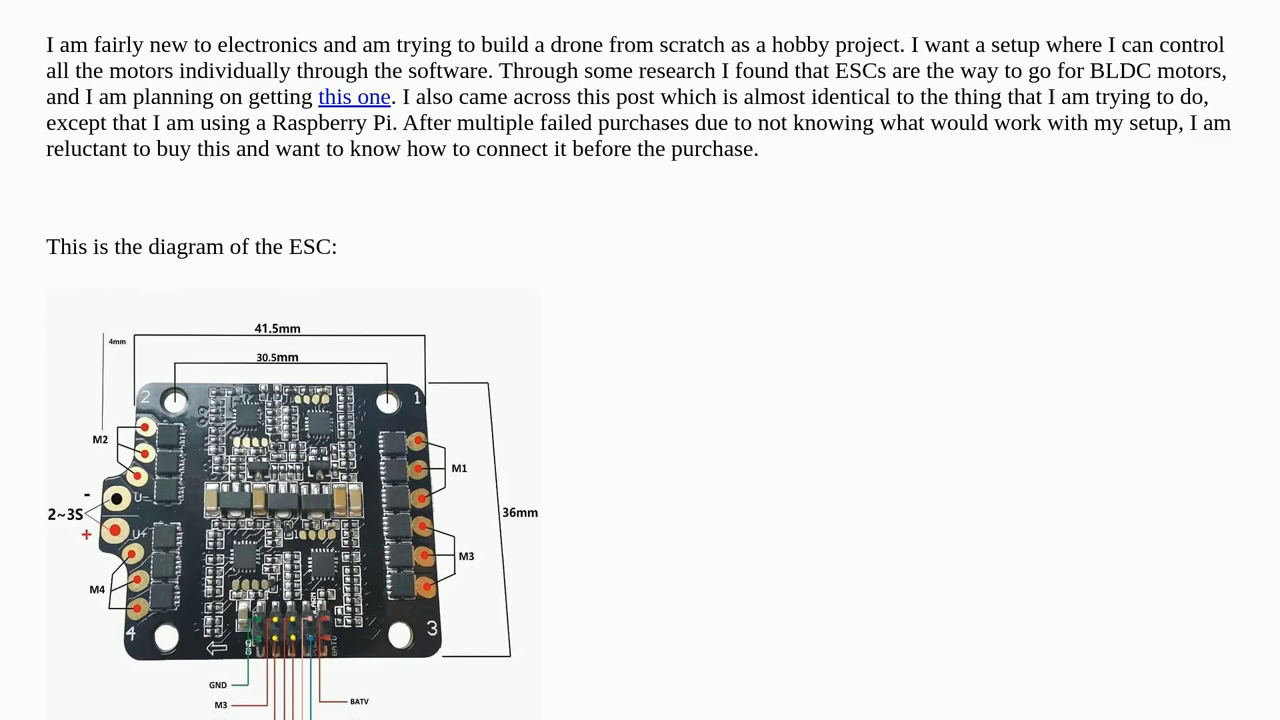 I am fairly new to electronics and am trying to build a drone from scratch as a hobby project. I want a setup where I can control
all the motors individually through the software. Through some research I found that ESCs are the way to go for BLDC motors,
and I am planning on getting this one. I also came across this post which is almost identical to the thing that I am trying to do,
except that I am using a Raspberry Pi. After multiple failed purchases due to not knowing what would work with my setup, I am
reluctant to buy this and want to know how to connect it before the purchase.
This is the diagram of the ESC:
41.5mm
4mm
30.5mm
2
1
M2
M1
-
U-
2~3S
36mm
+
U+
M3
M4
4
3
BATV
GND
BATV
M3